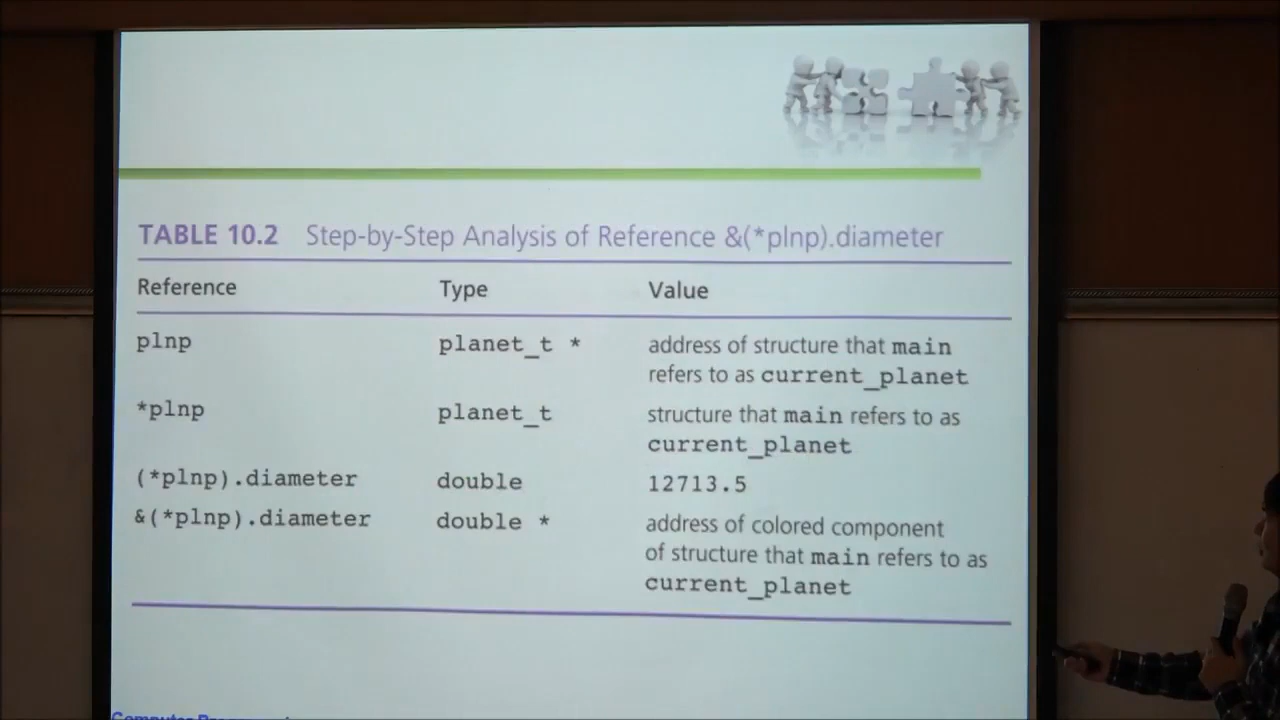 TABLE 10.2 Step-by-Step Analysis of Reference &(*plnp).diameter
Reference Type Value
plnp planet_t * address of structure that main
refers to as current_planet
*plnp planet_t structure that main refers to as
current_planet
(*plnp).diameter double 12713.5
&(*plnp).diameter double * address of colored component
of structure that main refers to as
current_planet
Computer